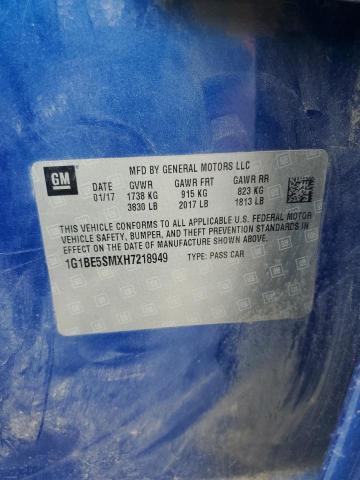 GM
MFD BY GENERAL MOTORS LLC
DATE GVWR GAWR FRT GAWR RR
01/17 1738 KG 915 KG 823 KG
3830 LB 2017 LB 1813 LB
THIS VEHICLE CONFORMS TO ALL APPLICABLE U.S. FEDERAL MOTOR
VEHICLE SAFETY, BUMPER, AND THEFT PREVENTION STANDARDS IN
EFFECT ON THE DATE OF MANUFACTURE SHOWN ABOVE.
1G1BE5SMXH7218949 TYPE: PASS CAR